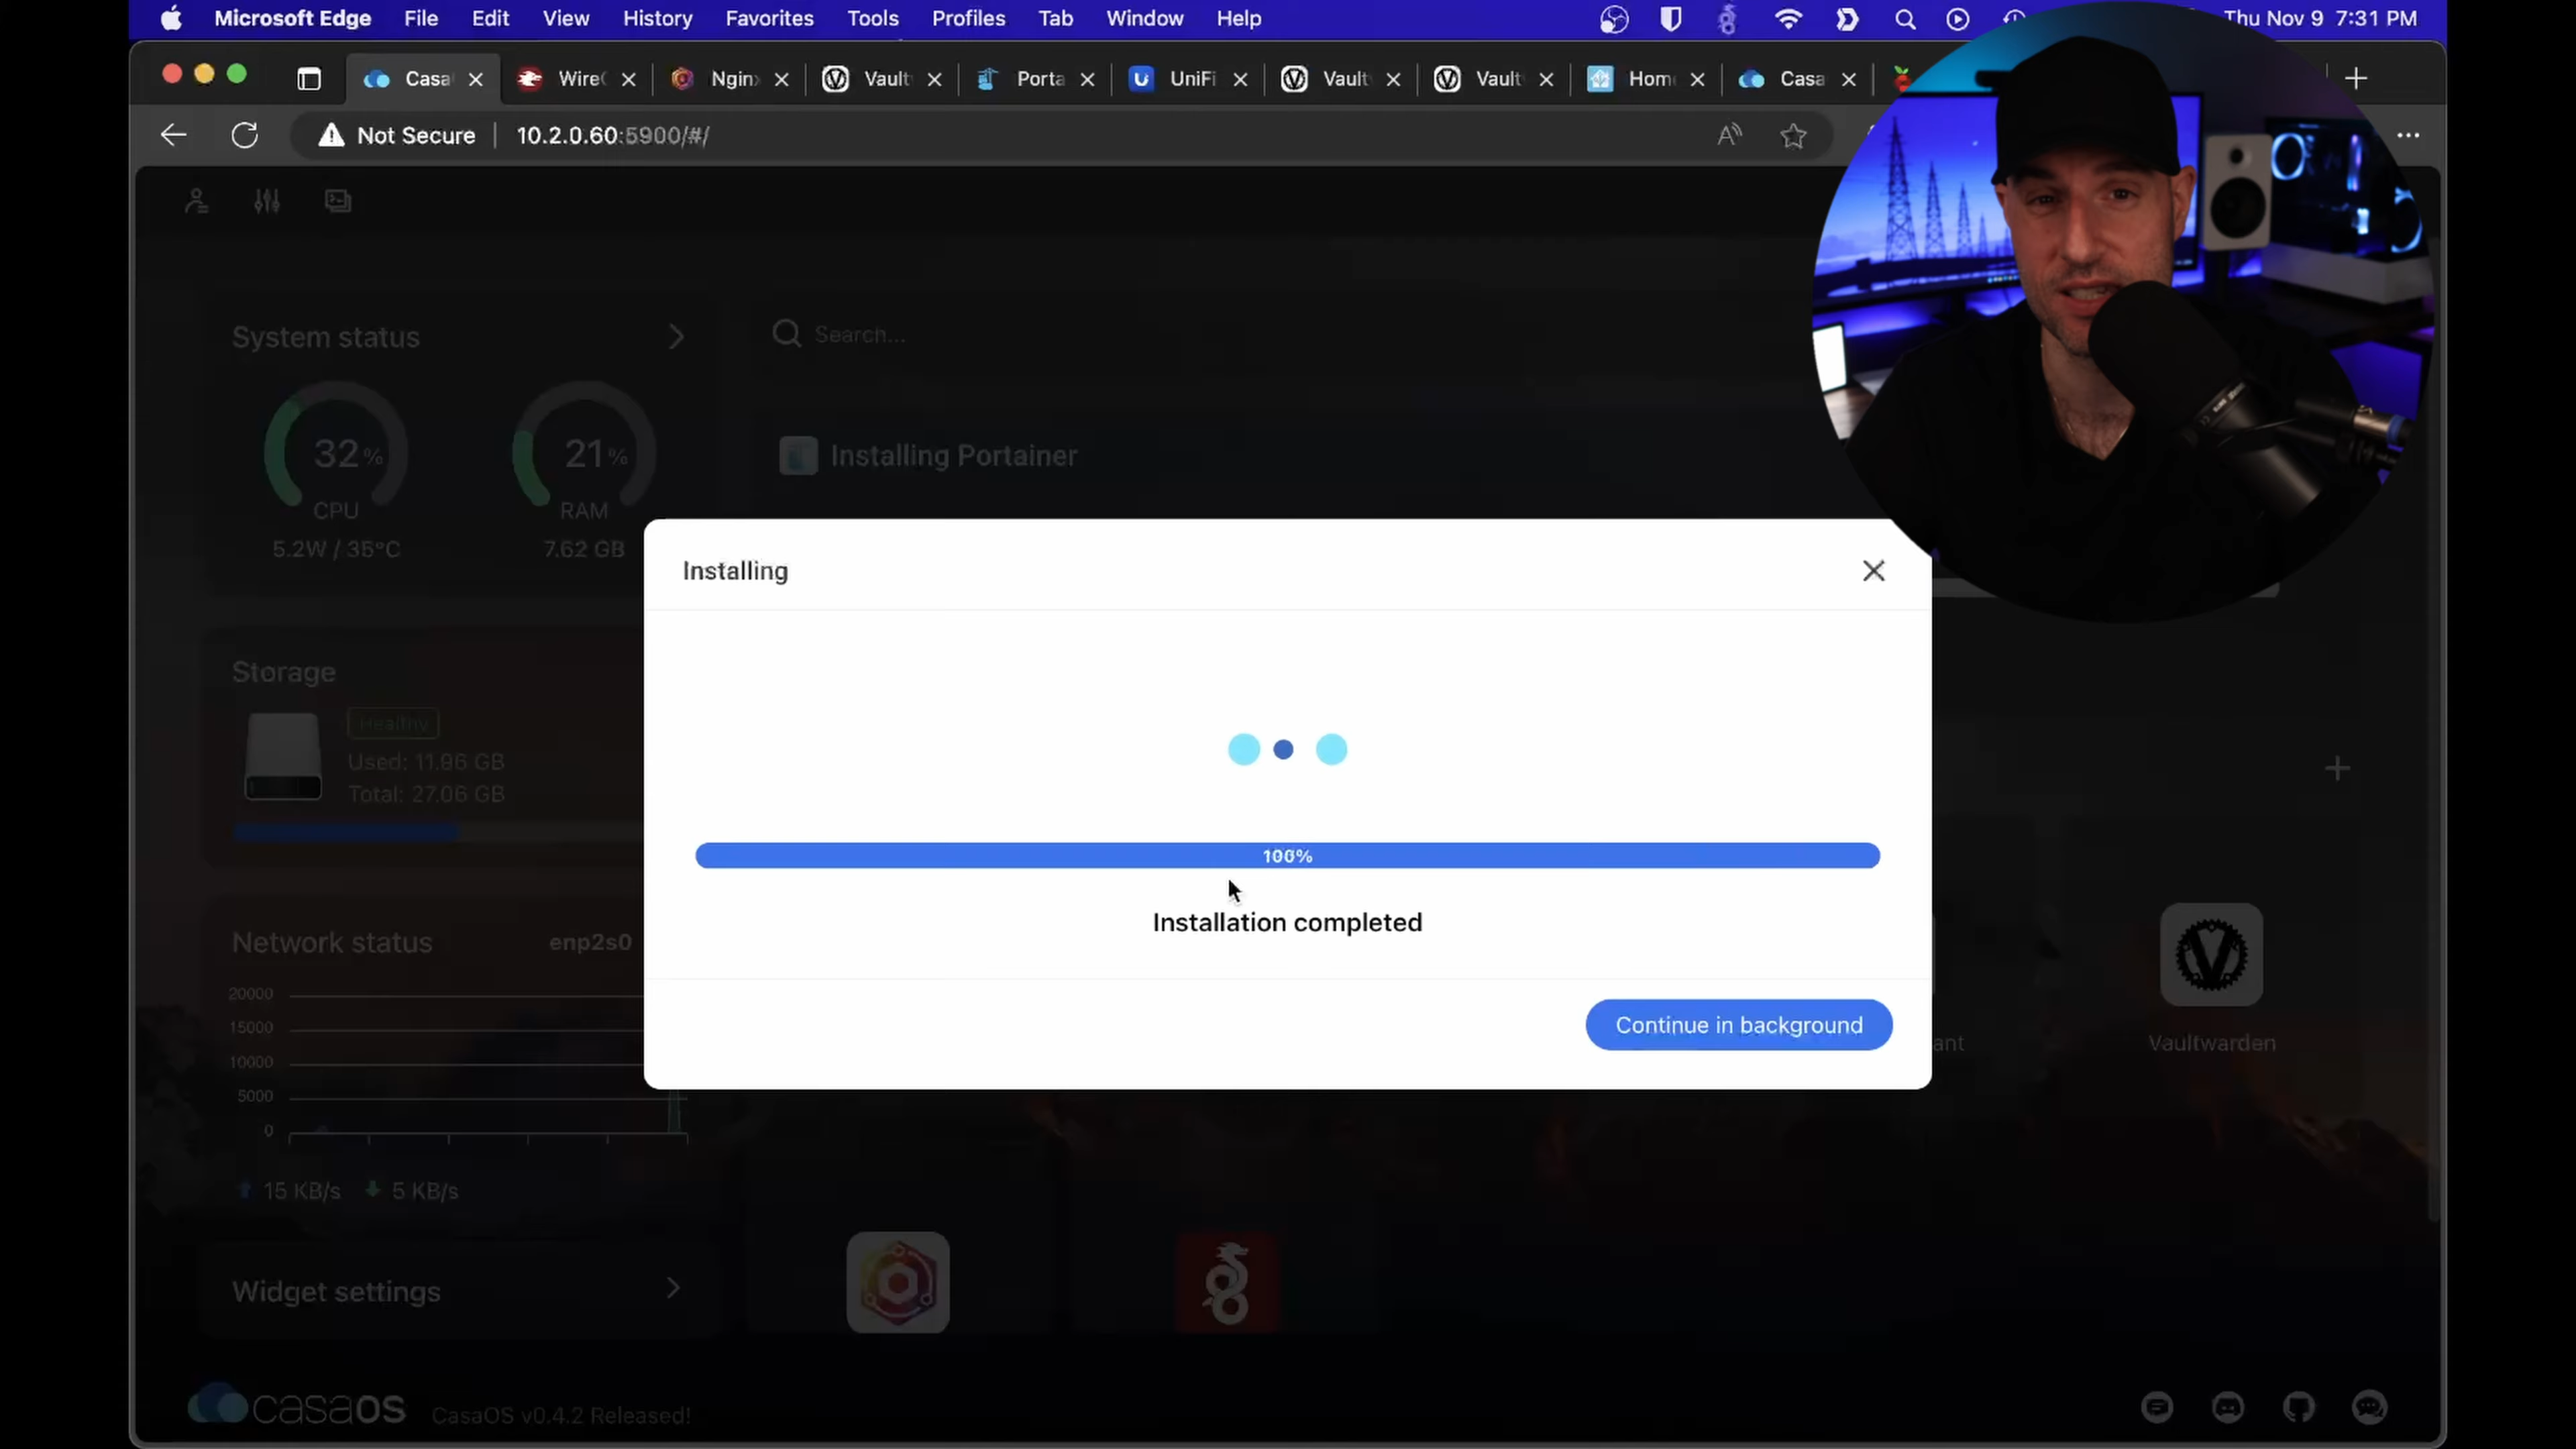 Microsoft Edge File Edit View History Favorites Tools Profiles Tab Window Help Thu Nov 9 7:31 PM
Casa WireG Nginx Vault Porta UniFi Vault Vault Hom Casa
Not Secure 10.2.0.60:5900/#/
System status
Search...
32%
21%
CPU
RAM
5.2W / 35°C
7.62 GB
Installing Portainer
Installing
100%
Installation completed
Continue in background
Storage
Healthy
Used: 11.96 GB
Total: 27.06 GB
Network status enp2s0
20000
15000
10000
5000
0
15 KB/s 5 KB/s
ant
Vaultwarden
Widget settings
casaOS CasaOS v0.4.2 Released!